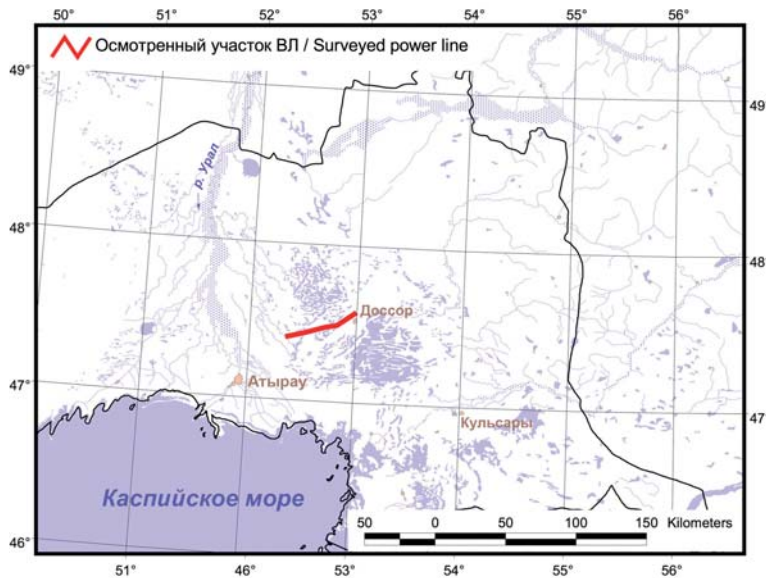 50° 51° 52° 53° 54° 55° 56°
Осмотренный участок ВЛ / Surveyed power line
49°
49°
р. Урал
48°
48°
Доссор
47°
Атырау
47°
Кульсары
Каспийское море
50 0 50 100 150 Kilometers
46°
46°
51° 46° 53° 54° 55° 56°